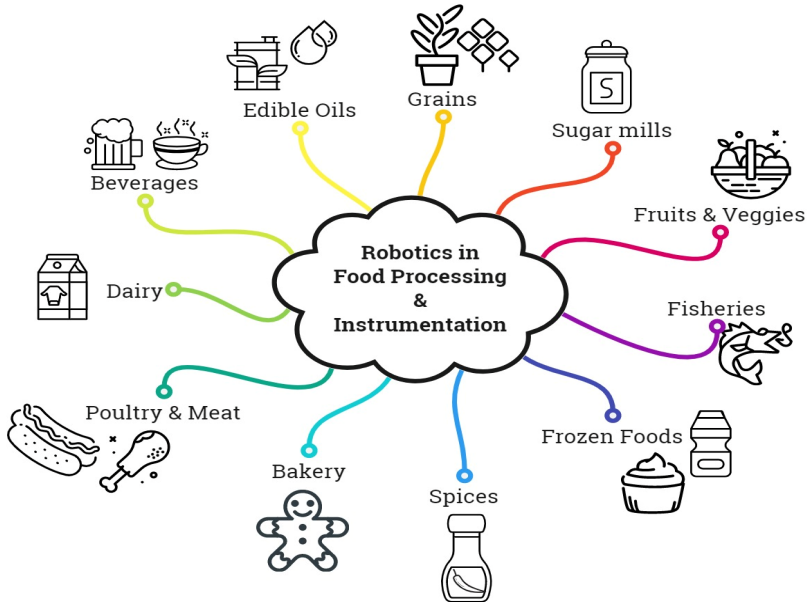 Robotics in
Food Processing
&
Instrumentation
Edible Oils
Grains
S
Sugar mills
Fruits & Veggies
Fisheries
Frozen Foods
Spices
Bakery
Poultry & Meat
Dairy
Beverages